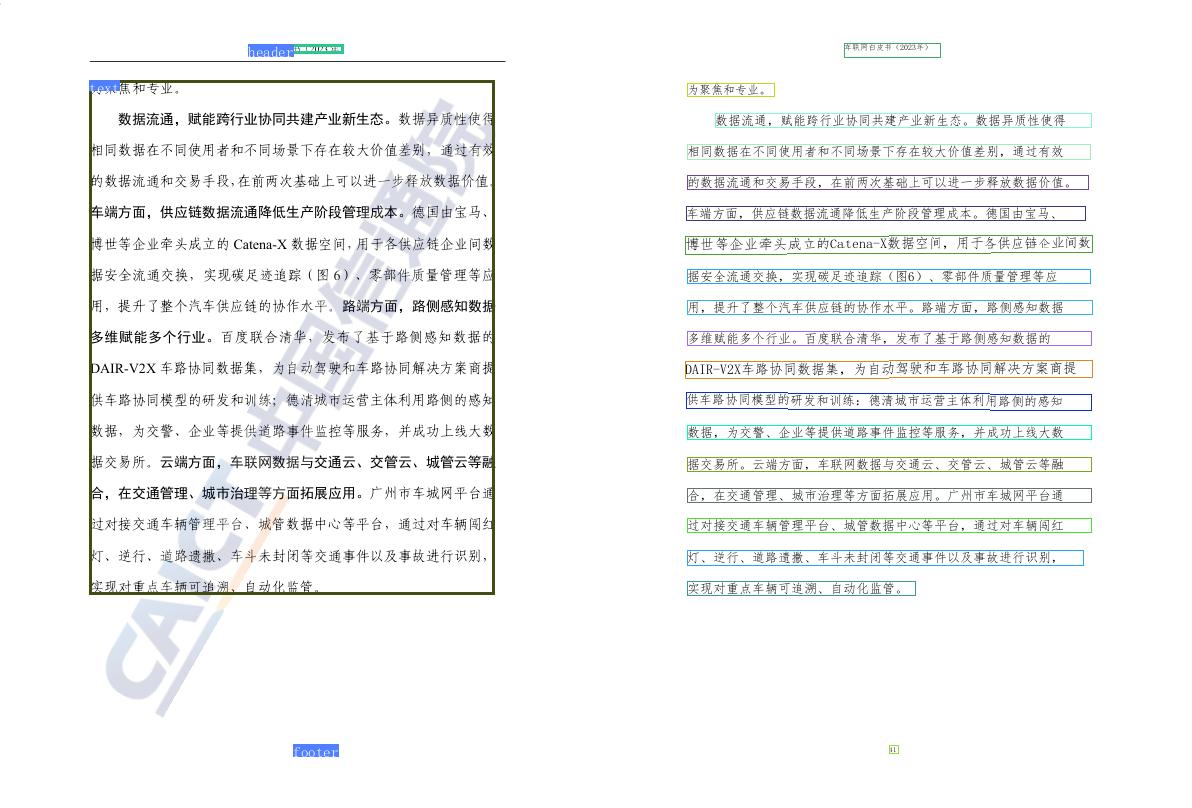 header
text
为聚焦和专业。
数据流通，赋能跨行业协同共建产业新生态。数据异质性使得
相同数据在不同使用者和不同场景下存在较大价值差别，通过有效
的数据流通和交易手段，在前两次基础上可以进一步释放数据价值。
车端方面，供应链数据流通降低生产阶段管理成本。德国由宝马、
博世等企业牵头成立的 Catena-X 数据空间，用于各供应链企业间数
据安全流通交换，实现碳足迹追踪（图 6）、零部件质量管理等应
用，提升了整个汽车供应链的协作水平。路端方面，路侧感知数据
多维赋能多个行业。百度联合清华，发布了基于路侧感知数据的
DAIR-V2X 车路协同数据集，为自动驾驶和车路协同解决方案商提
供车路协同模型的研发和训练；德清城市运营主体利用路侧的感知
数据，为交警、企业等提供道路事件监控等服务，并成功上线大数
据交易所。云端方面，车联网数据与交通云、交管云、城管云等融
合，在交通管理、城市治理等方面拓展应用。广州市车城网平台通
过对接交通车辆管理平台、城管数据中心等平台，通过对车辆闯红
灯、逆行、道路遗撒、车斗未封闭等交通事件以及事故进行识别，
实现对重点车辆可追溯、自动化监管。
CAICT 中国信通院
footer
车联网白皮书（2023年）
为聚焦和专业。
数据流通，赋能跨行业协同共建产业新生态。数据异质性使得
相同数据在不同使用者和不同场景下存在较大价值差别，通过有效
的数据流通和交易手段，在前两次基础上可以进一步释放数据价值。
车端方面，供应链数据流通降低生产阶段管理成本。德国由宝马、
博世等企业牵头成立的Catena-X数据空间，用于各供应链企业间数
据安全流通交换，实现碳足迹追踪（图6）、零部件质量管理等应
用，提升了整个汽车供应链的协作水平。路端方面，路侧感知数据
多维赋能多个行业。百度联合清华，发布了基于路侧感知数据的
DAIR-V2X车路协同数据集，为自动驾驶和车路协同解决方案商提
供车路协同模型的研发和训练；德清城市运营主体利用路侧的感知
数据，为交警、企业等提供道路事件监控等服务，并成功上线大数
据交易所。云端方面，车联网数据与交通云、交管云、城管云等融
合，在交通管理、城市治理等方面拓展应用。广州市车城网平台通
过对接交通车辆管理平台、城管数据中心等平台，通过对车辆闯红
灯、逆行、道路遗撒、车斗未封闭等交通事件以及事故进行识别，
实现对重点车辆可追溯、自动化监管。
11